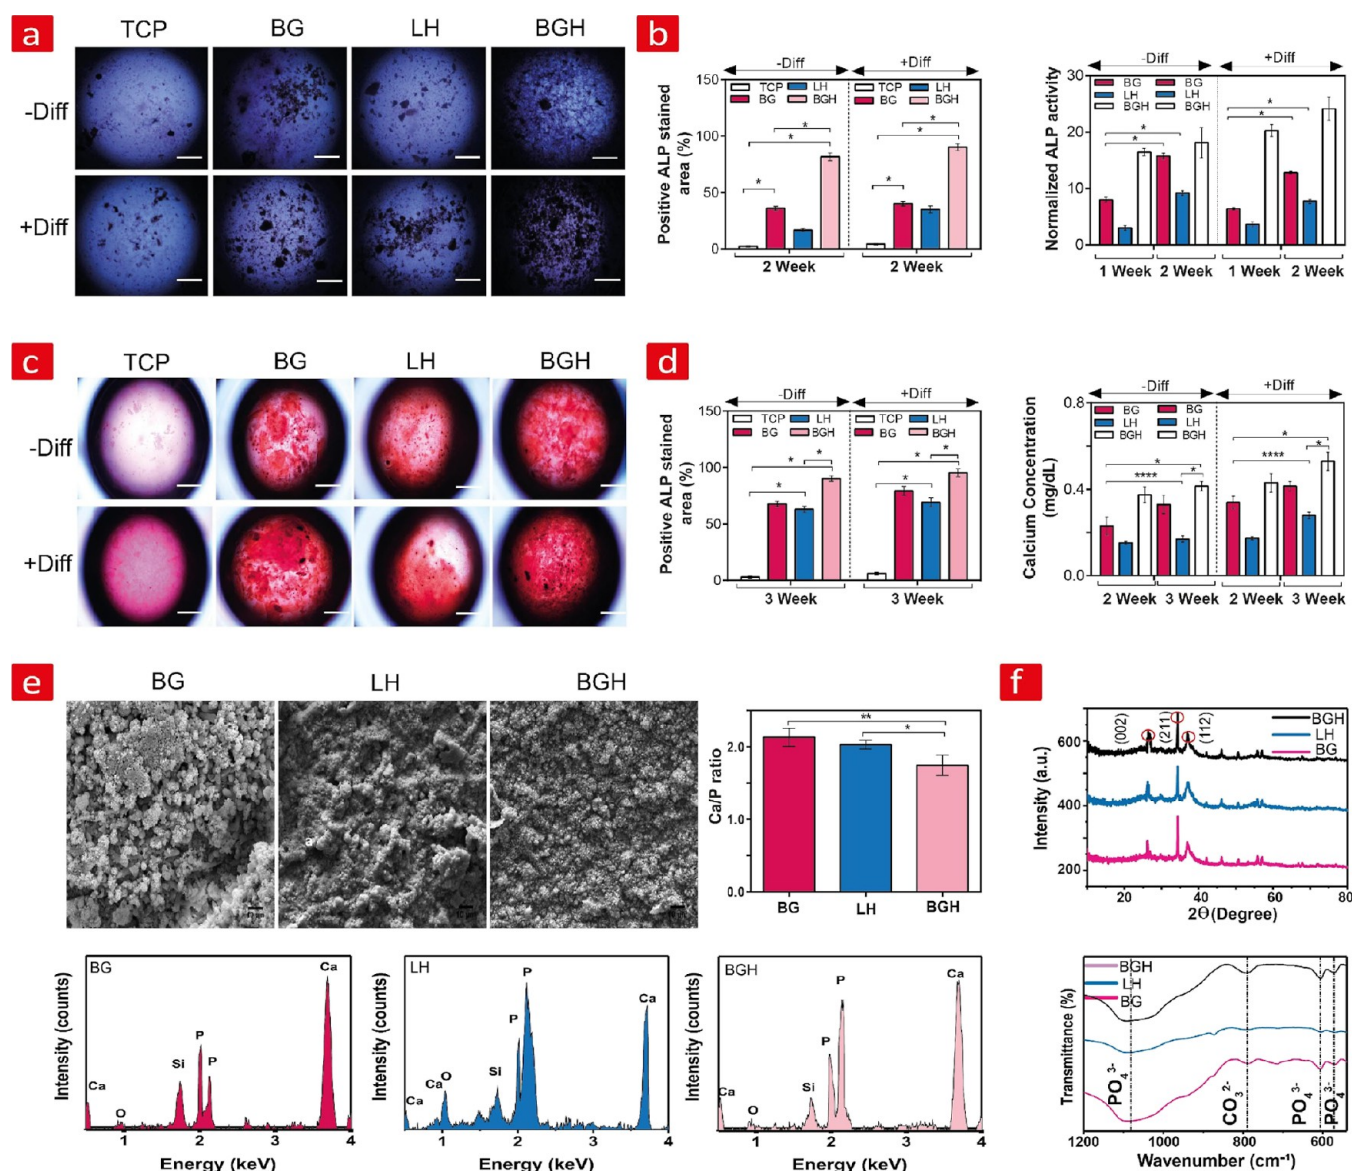 a
TCP BG LH BGH
-Diff
+Diff
b
-Diff +Diff
Positive ALP stained
area (%)
150
100
50
0
TCP LH
BG BGH
TCP LH
BG BGH
* * *
* * *
2 Week 2 Week
-Diff +Diff
Normalized ALP activity
30
20
10
0
BG BG
LH LH
BGH BGH
* *
* *
1 Week 2 Week 1 Week 2 Week
c
TCP BG LH BGH
-Diff
+Diff
d
-Diff +Diff
Positive ALP stained
area (%)
150
100
50
0
TCP LH
BG BGH
TCP LH
BG BGH
* * *
* * *
3 Week 3 Week
-Diff +Diff
Calcium Concentration
(mg/dL)
0.8
0.4
0.0
BG BG
LH LH
BGH BGH
* **** *
* **** *
2 Week 3 Week 2 Week 3 Week
e
BG LH BGH
Ca/P ratio
2.0
1.0
0.0
**
*
BG LH BGH
f
Intensity (a.u.)
600
400
200
(002) (211) (112)
BGH
LH
BG
20 40 60 80
2Θ (Degree)
Intensity (counts)
BG
Ca O Si P P Ca
1 2 3 4
Energy (keV)
Intensity (counts)
LH
Ca O Si P P Ca
1 2 3 4
Energy (keV)
Intensity (counts)
BGH
Ca O Si P P Ca
1 2 3 4
Energy (keV)
Transmittance (%)
BGH
LH
BG
PO₄³⁻ CO₃²⁻ PO₄³⁻ PO₄³⁻
1200 1000 800 600
Wavenumber (cm⁻¹)